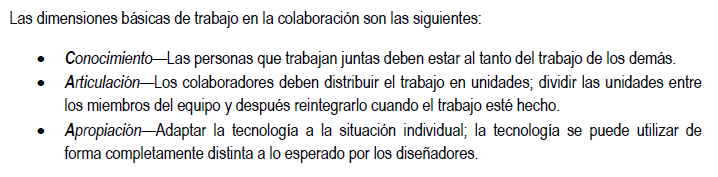 Las dimensiones básicas de trabajo en la colaboración son las siguientes:
• Conocimiento—Las personas que trabajan juntas deben estar al tanto del trabajo de los demás.
• Articulación—Los colaboradores deben distribuir el trabajo en unidades; dividir las unidades entre
los miembros del equipo y después reintegrarlo cuando el trabajo esté hecho.
• Apropiación—Adaptar la tecnología a la situación individual; la tecnología se puede utilizar de
forma completamente distinta a lo esperado por los diseñadores.